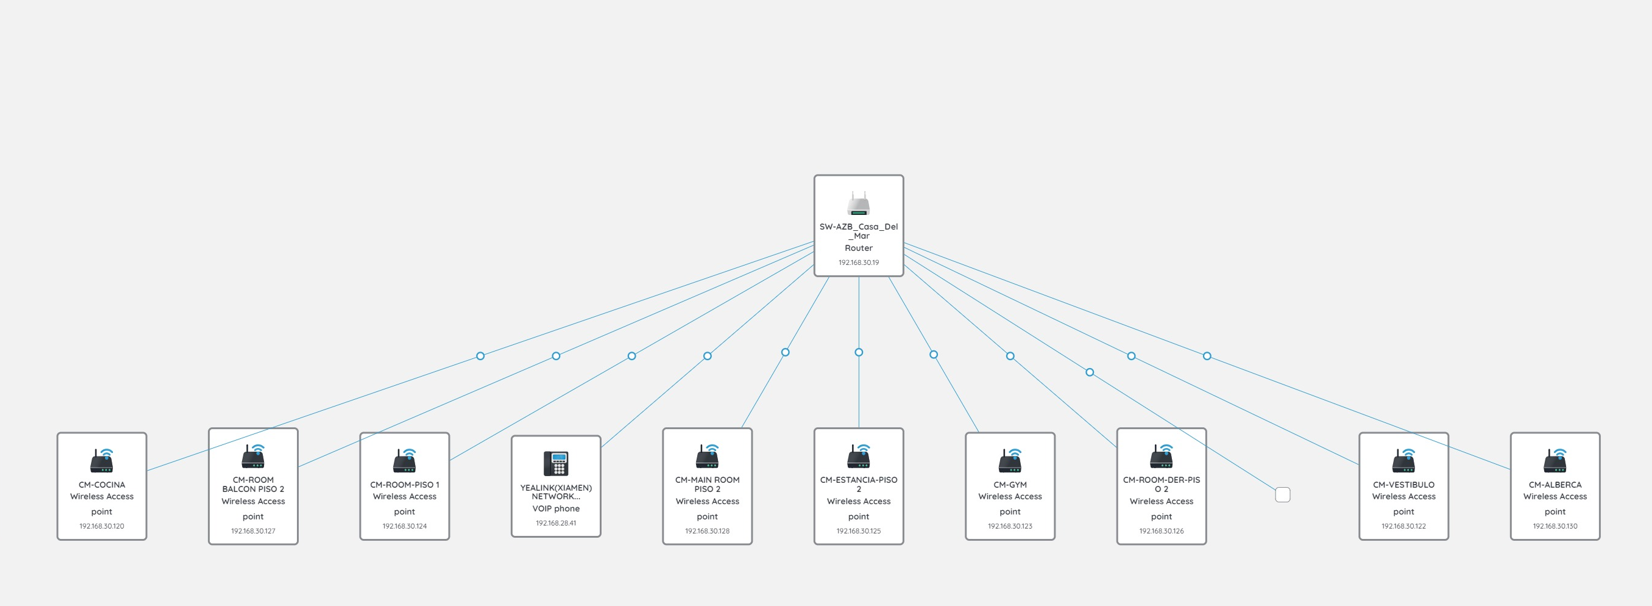 SW-AZB_Casa_Del
_Mar
Router
192.168.30.19
CM-COCINA
Wireless Access
point
192.168.30.120
CM-ROOM
BALCON PISO 2
Wireless Access
point
192.168.30.127
CM-ROOM-PISO 1
Wireless Access
point
192.168.30.124
YEALINK(XIAMEN)
NETWORK...
VOIP phone
192.168.28.41
CM-MAIN ROOM
PISO 2
Wireless Access
point
192.168.30.128
CM-ESTANCIA-PISO
2
Wireless Access
point
192.168.30.125
CM-GYM
Wireless Access
point
192.168.30.123
CM-ROOM-DER-PIS
O 2
Wireless Access
point
192.168.30.126
CM-VESTIBULO
Wireless Access
point
192.168.30.122
CM-ALBERCA
Wireless Access
point
192.168.30.130